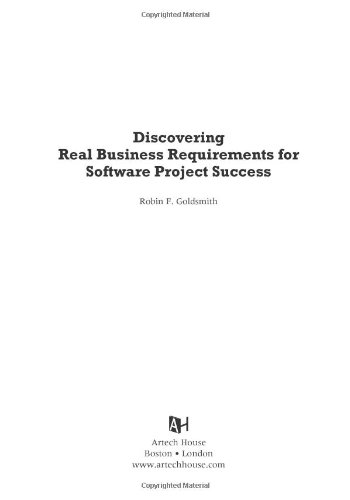 Copyrighted Material
Discovering
Real Business Requirements for
Software Project Success
Robin F. Goldsmith
AH
Artech House
Boston • London
www.artechhouse.com
Copyrighted Material